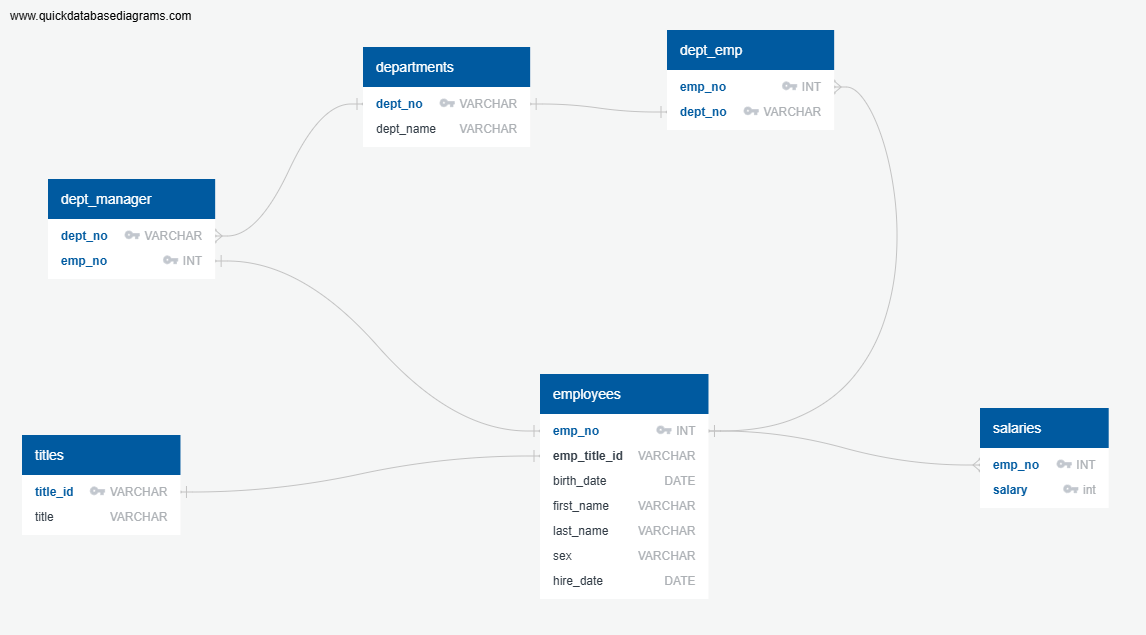 www.quickdatabasediagrams.com
departments
dept_no VARCHAR
dept_name VARCHAR
dept_emp
emp_no INT
dept_no VARCHAR
dept_manager
dept_no VARCHAR
emp_no INT
employees
emp_no INT
emp_title_id VARCHAR
birth_date DATE
first_name VARCHAR
last_name VARCHAR
sex VARCHAR
hire_date DATE
titles
title_id VARCHAR
title VARCHAR
salaries
emp_no INT
salary int